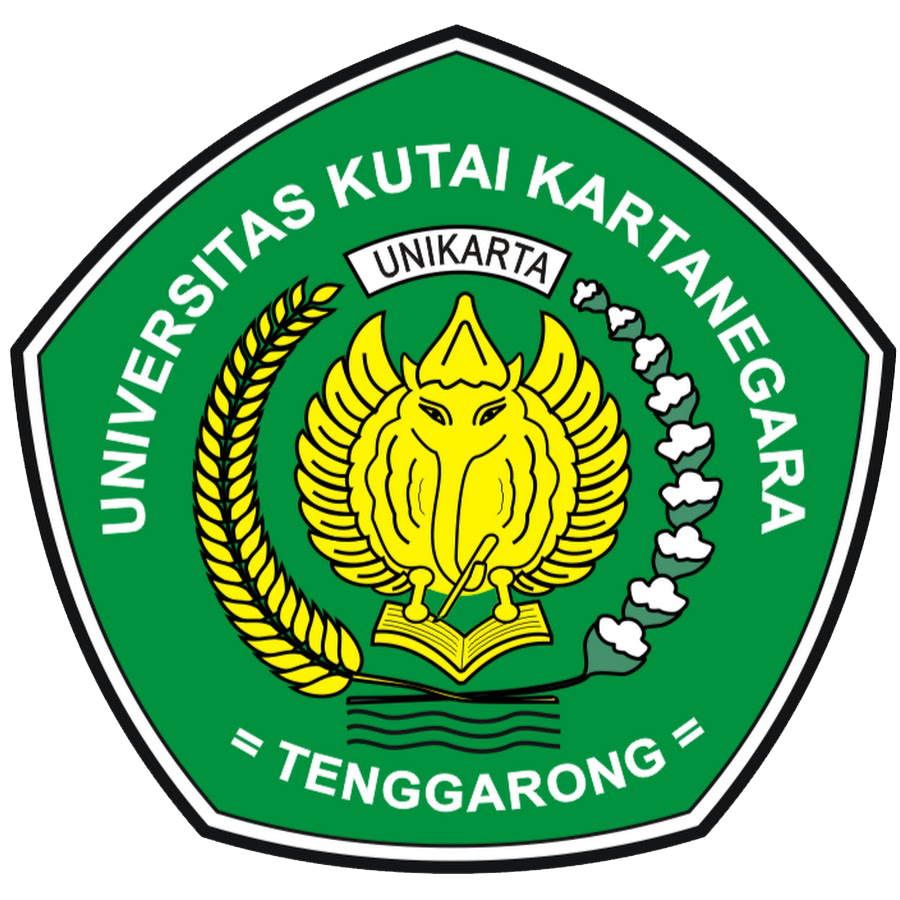 UNIVERSITAS KUTAI KARTANEGARA
UNIKARTA
= TENGGARONG =